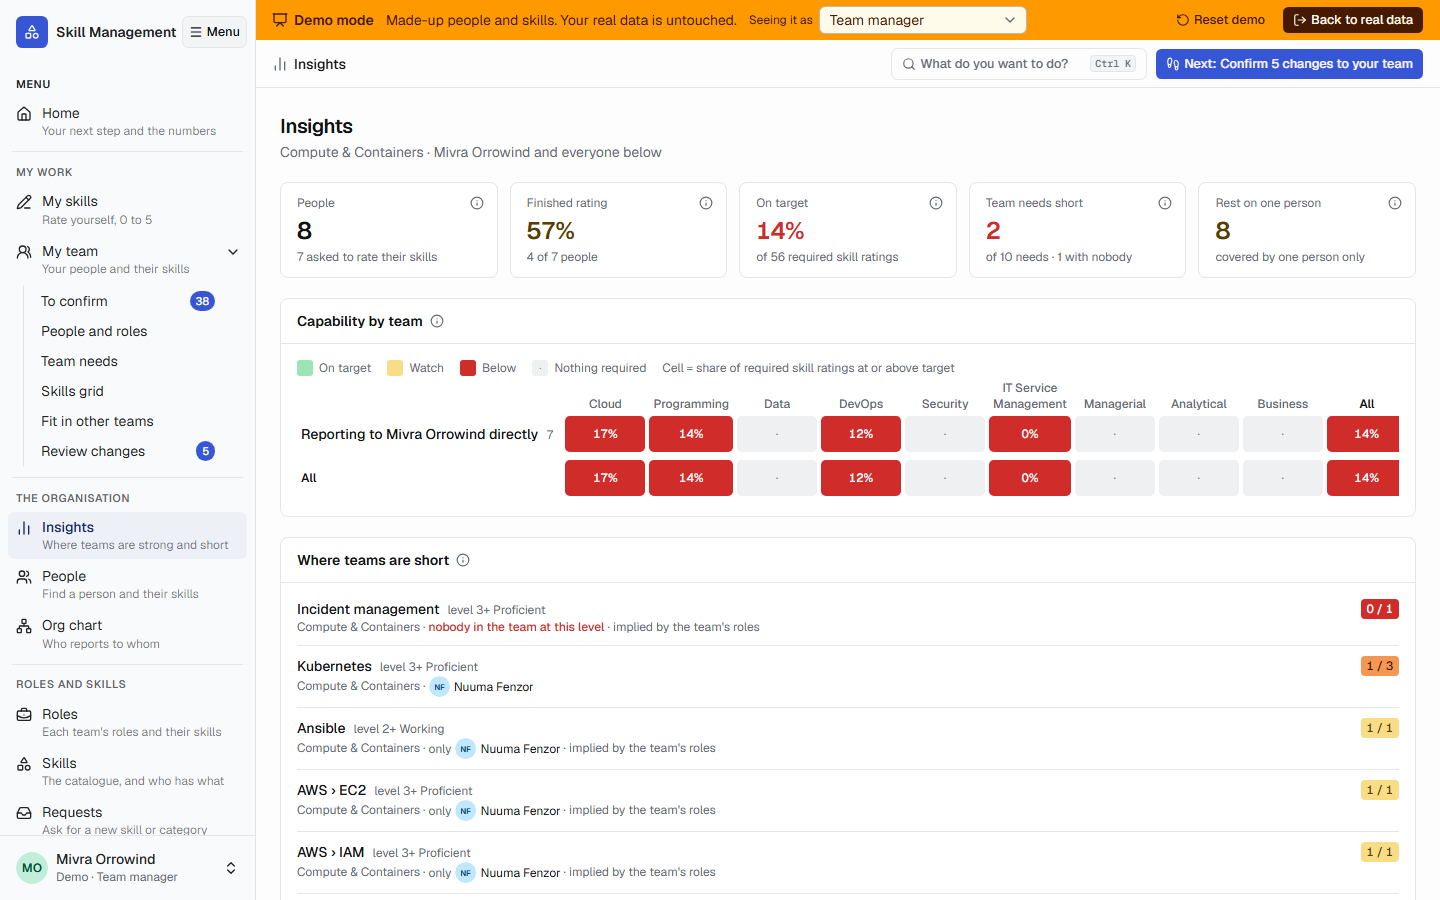 Skill Management
Menu
MENU
Home
Your next step and the numbers
MY WORK
My skills
Rate yourself, 0 to 5
My team
Your people and their skills
To confirm 38
People and roles
Team needs
Skills grid
Fit in other teams
Review changes 5
THE ORGANISATION
Insights
Where teams are strong and short
People
Find a person and their skills
Org chart
Who reports to whom
ROLES AND SKILLS
Roles
Each team's roles and their skills
Skills
The catalogue, and who has what
Requests
Ask for a new skill or category
MO
Mivra Orrowind
Demo · Team manager
Demo mode Made-up people and skills. Your real data is untouched. Seeing it as Team manager
Reset demo
Back to real data
Insights
What do you want to do? Ctrl K
Next: Confirm 5 changes to your team
Insights
Compute & Containers · Mivra Orrowind and everyone below
People
8
7 asked to rate their skills
Finished rating
57%
4 of 7 people
On target
14%
of 56 required skill ratings
Team needs short
2
of 10 needs · 1 with nobody
Rest on one person
8
covered by one person only
Capability by team
On target Watch Below · Nothing required Cell = share of required skill ratings at or above target
Cloud Programming Data DevOps Security IT Service Management Managerial Analytical Business All
Reporting to Mivra Orrowind directly 7 17% 14% · 12% · 0% · · · 14%
All 17% 14% · 12% · 0% · · · 14%
Where teams are short
Incident management level 3+ Proficient 0 / 1
Compute & Containers · nobody in the team at this level · implied by the team's roles
Kubernetes level 3+ Proficient 1 / 3
Compute & Containers · NF Nuuma Fenzor
Ansible level 2+ Working 1 / 1
Compute & Containers · only NF Nuuma Fenzor · implied by the team's roles
AWS › EC2 level 3+ Proficient 1 / 1
Compute & Containers · only NF Nuuma Fenzor · implied by the team's roles
AWS › IAM level 3+ Proficient 1 / 1
Compute & Containers · only NF Nuuma Fenzor · implied by the team's roles